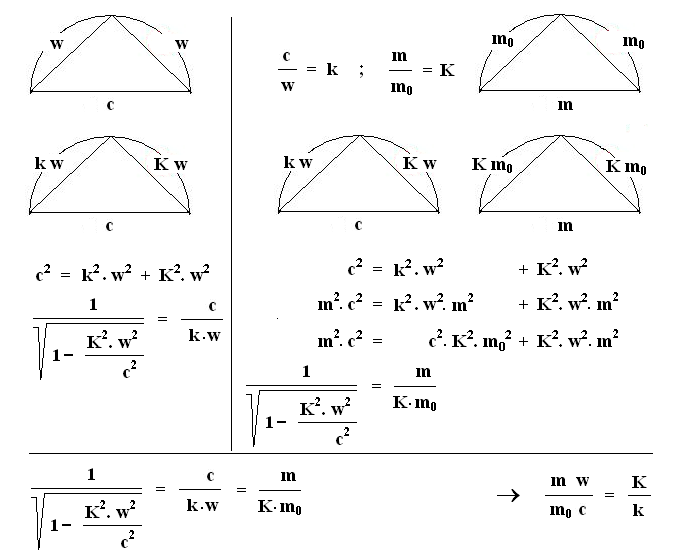 w w
c
k w K w
c
c² = k². w² + K². w²
1 / √(1− K². w² / c²) = c / k·w
c / w = k ; m / m₀ = K
m₀ m₀
m
k w K w
c
K m₀ K m₀
m
c² = k². w² + K². w²
m². c² = k². w². m² + K². w². m²
m². c² = c². K². m₀² + K². w². m²
1 / √(1− K². w² / c²) = m / K·m₀
1 / √(1− K². w² / c²) = c / k·w = m / K·m₀ → m w / m₀ c = K / k